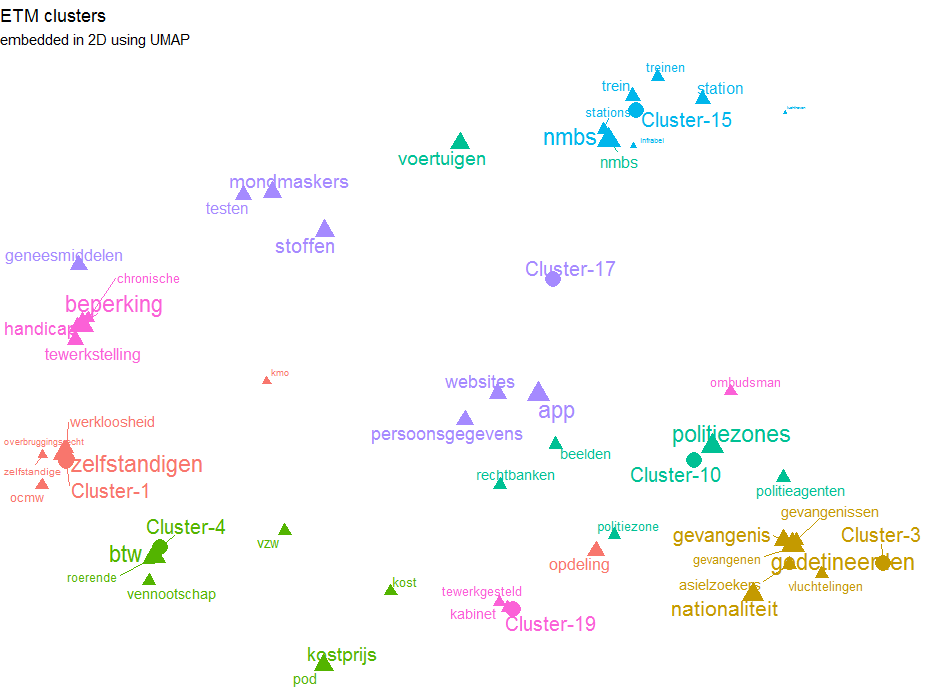 ETM clusters
embedded in 2D using UMAP
treinen
trein
station
stations
Cluster-15
nmbs
infrabel
nmbs
voertuigen
mondmaskers
testen
stoffen
geneesmiddelen
Cluster-17
chronische
beperking
handicap
tewerkstelling
kmo
websites
app
ombudsman
persoonsgegevens
werkloosheid
politiezones
overbruggingsrecht
beelden
zelfstandigen
zelfstandige
rechtbanken
Cluster-10
Cluster-1
ocmw
politieagenten
gevangenissen
Cluster-4
politiezone
gevangenis
Cluster-3
vzw
btw
gevangenen
gedetineerden
opdeling
roerende
kost
asielzoekers
vluchtelingen
vennootschap
tewerkgesteld
nationaliteit
kabinet
Cluster-19
kostprijs
pod